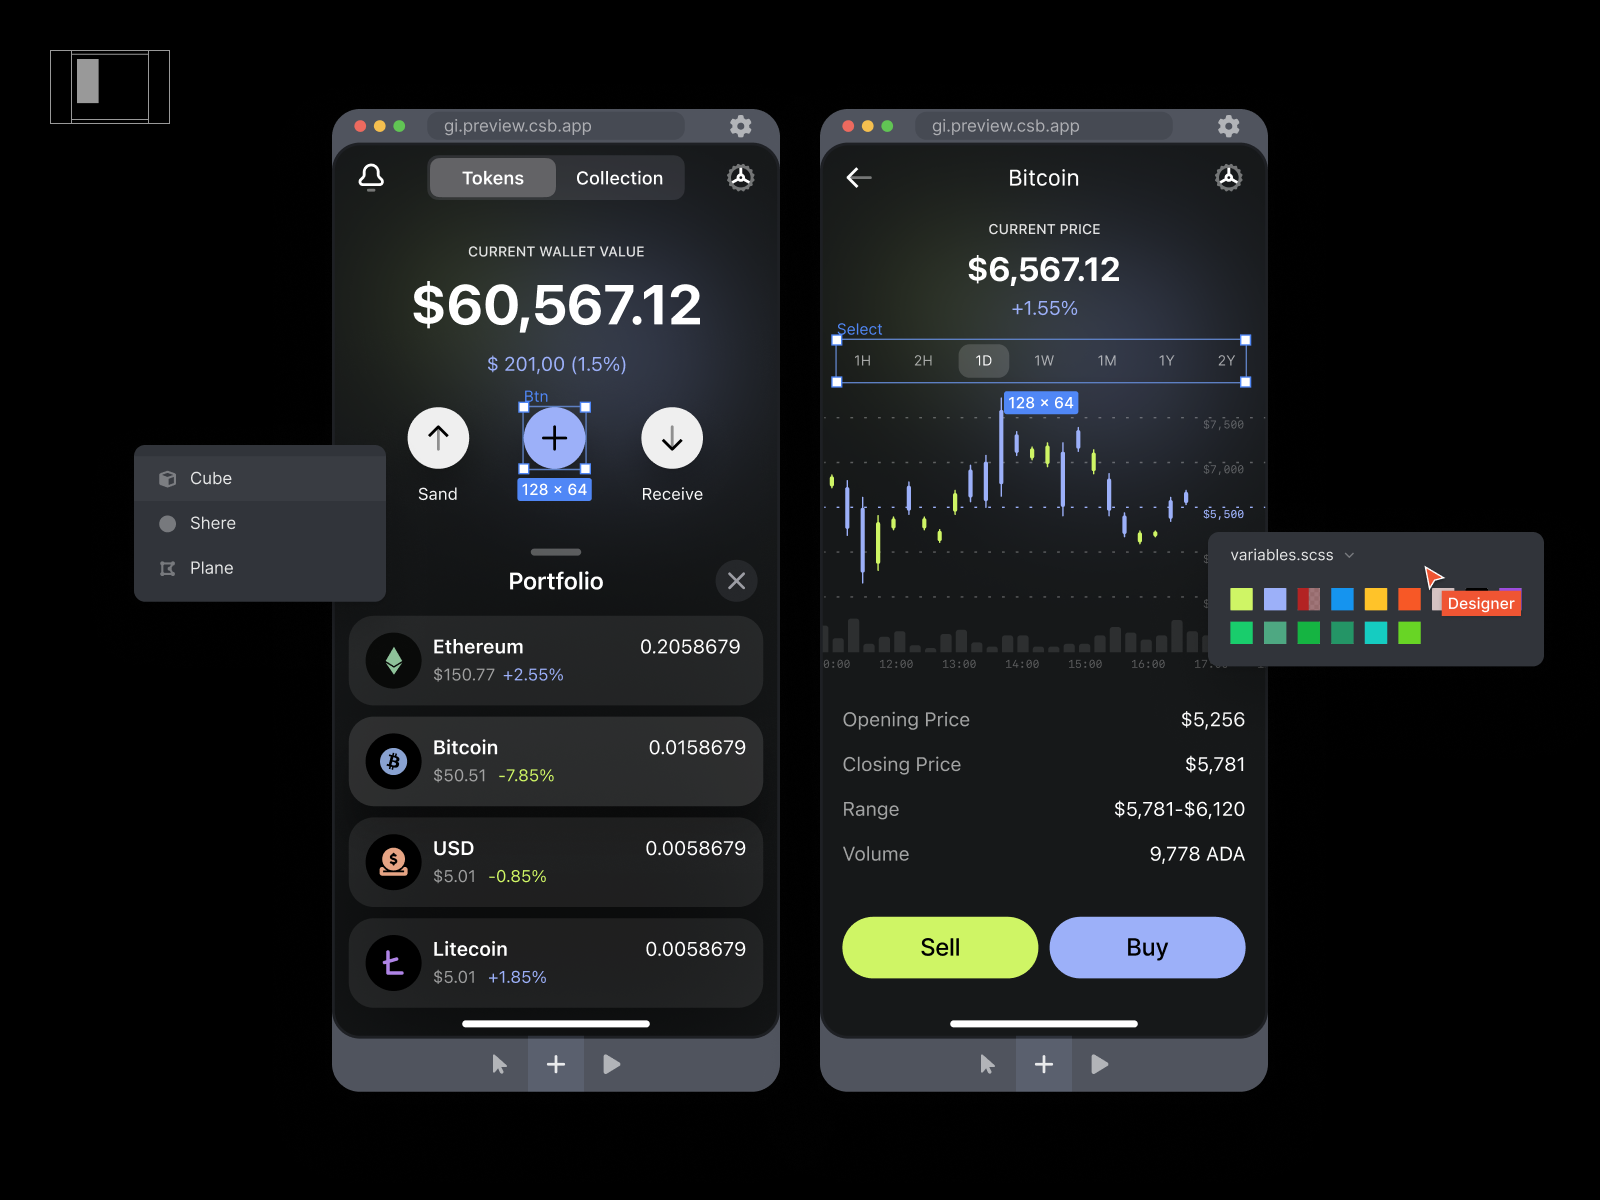 gi.preview.csb.app
Tokens
Collection
CURRENT WALLET VALUE
$60,567.12
$ 201,00 (1.5%)
Btn
128 × 64
Sand
Receive
Cube
Shere
Plane
Portfolio
Ethereum
0.2058679
$150.77 +2.55%
Bitcoin
0.0158679
$50.51 -7.85%
USD
0.0058679
$5.01 -0.85%
Litecoin
0.0058679
$5.01 +1.85%
gi.preview.csb.app
Bitcoin
CURRENT PRICE
$6,567.12
+1.55%
Select
1H 2H 1D 1W 1M 1Y 2Y
128 × 64
$7,500
$7,000
$5,500
0:00 12:00 13:00 14:00 15:00 16:00
variables.scss
Designer
Opening Price $5,256
Closing Price $5,781
Range $5,781-$6,120
Volume 9,778 ADA
Sell
Buy